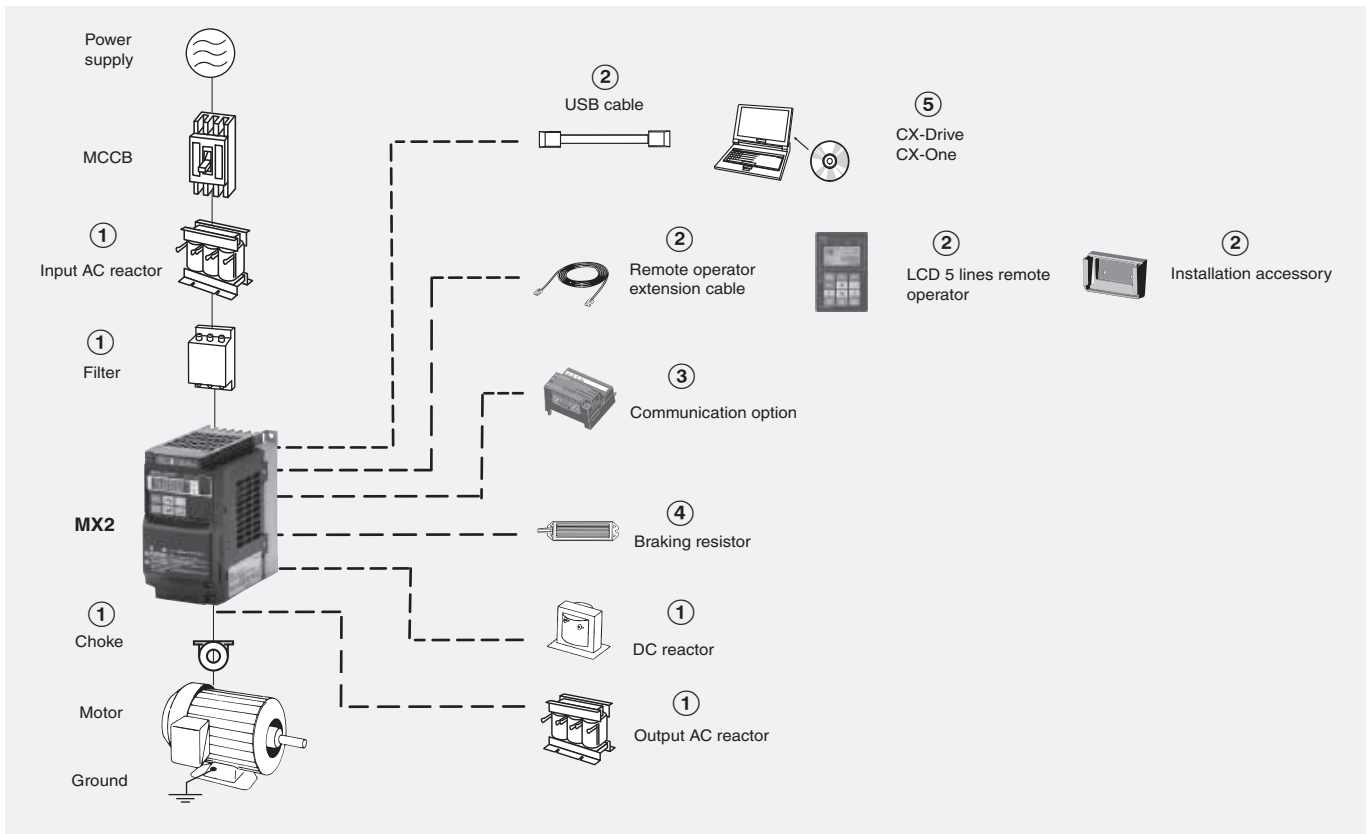 Power
supply
MCCB
1
Input AC reactor
1
Filter
MX2
1
Choke
Motor
Ground
2
USB cable
5
CX-Drive
CX-One
2
Remote operator
extension cable
2
LCD 5 lines remote
operator
2
Installation accessory
3
Communication option
4
Braking resistor
1
DC reactor
1
Output AC reactor